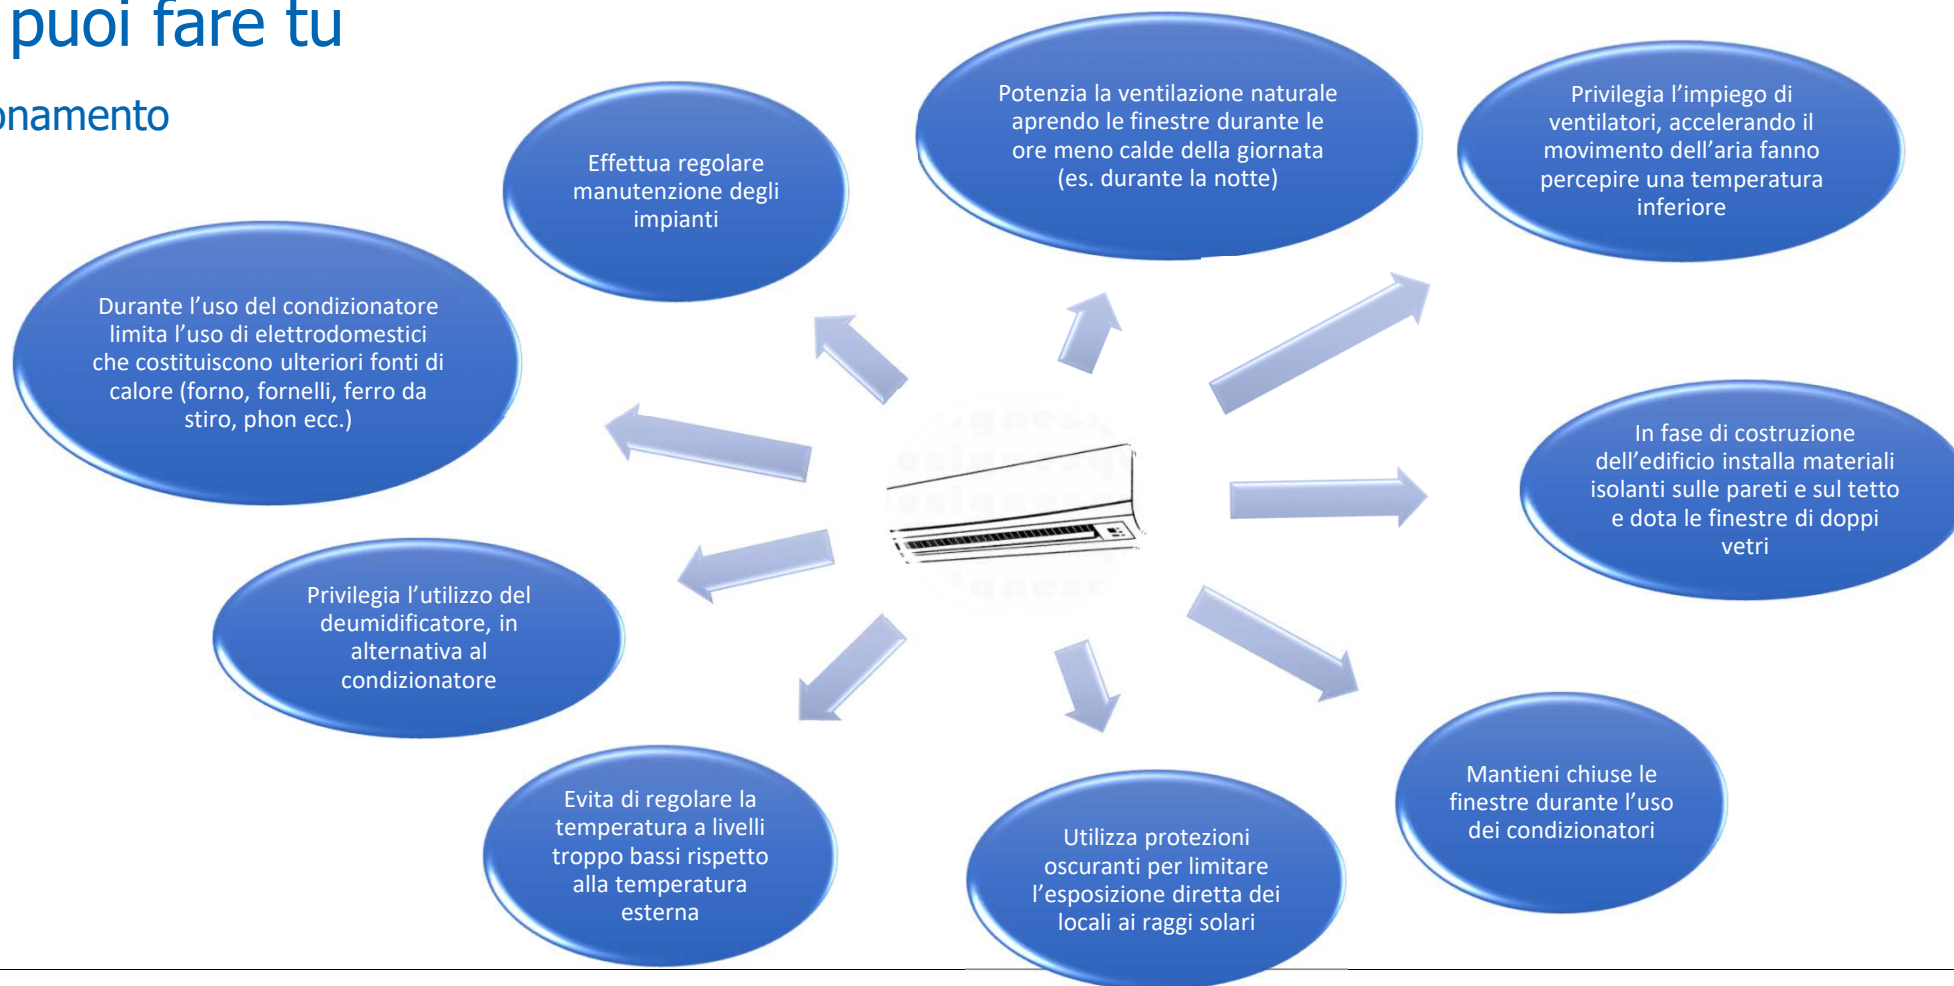 puoi fare tu
onamento
Potenzia la ventilazione naturale
aprendo le finestre durante le
ore meno calde della giornata
(es. durante la notte)
Privilegia l’impiego di
ventilatori, accelerando il
movimento dell’aria fanno
percepire una temperatura
inferiore
In fase di costruzione
dell’edificio installa materiali
isolanti sulle pareti e sul tetto
e dota le finestre di doppi
vetri
Mantieni chiuse le
finestre durante l’uso
dei condizionatori
Utilizza protezioni
oscuranti per limitare
l’esposizione diretta dei
locali ai raggi solari
Evita di regolare la
temperatura a livelli
troppo bassi rispetto
alla temperatura
esterna
Privilegia l’utilizzo del
deumidificatore, in
alternativa al
condizionatore
Durante l’uso del condizionatore
limita l’uso di elettrodomestici
che costituiscono ulteriori fonti di
calore (forno, fornelli, ferro da
stiro, phon ecc.)
Effettua regolare
manutenzione degli
impianti